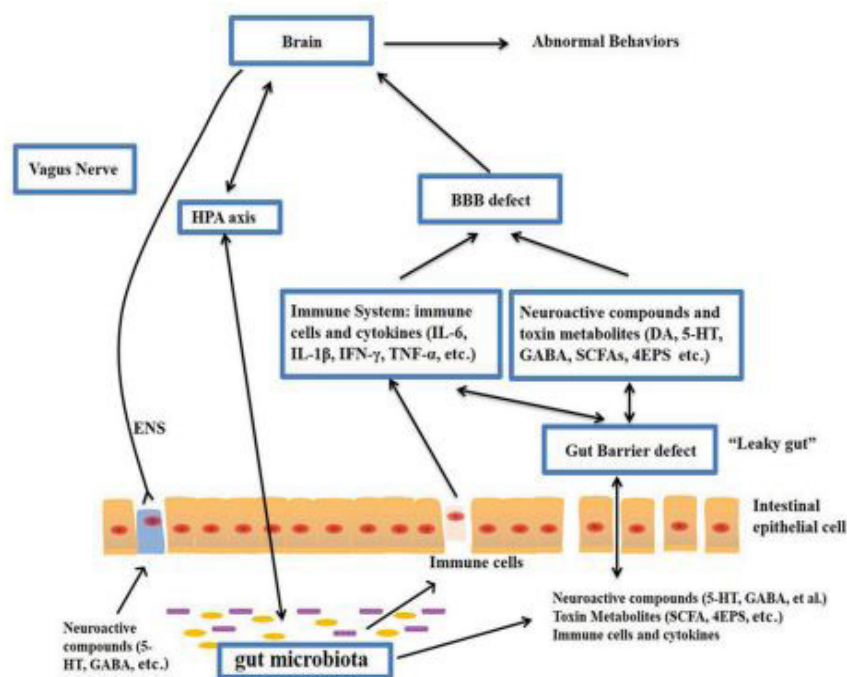 Brain
Abnormal Behaviors
Vagus Nerve
BBB defect
HPA axis
Immune System: immune
cells and cytokines (IL-6,
IL-1β, IFN-γ, TNF-α, etc.)
Neuroactive compounds and
toxin metabolites (DA, 5-HT,
GABA, SCFAs, 4EPS etc.)
ENS
Gut Barrier defect
“Leaky gut”
Intestinal
epithelial cell
Immune cells
Neuroactive
compounds (5-
HT, GABA, etc.)
gut microbiota
Neuroactive compounds (5-HT, GABA, et al.)
Toxin Metabolites (SCFA, 4EPS, etc.)
Immune cells and cytokines